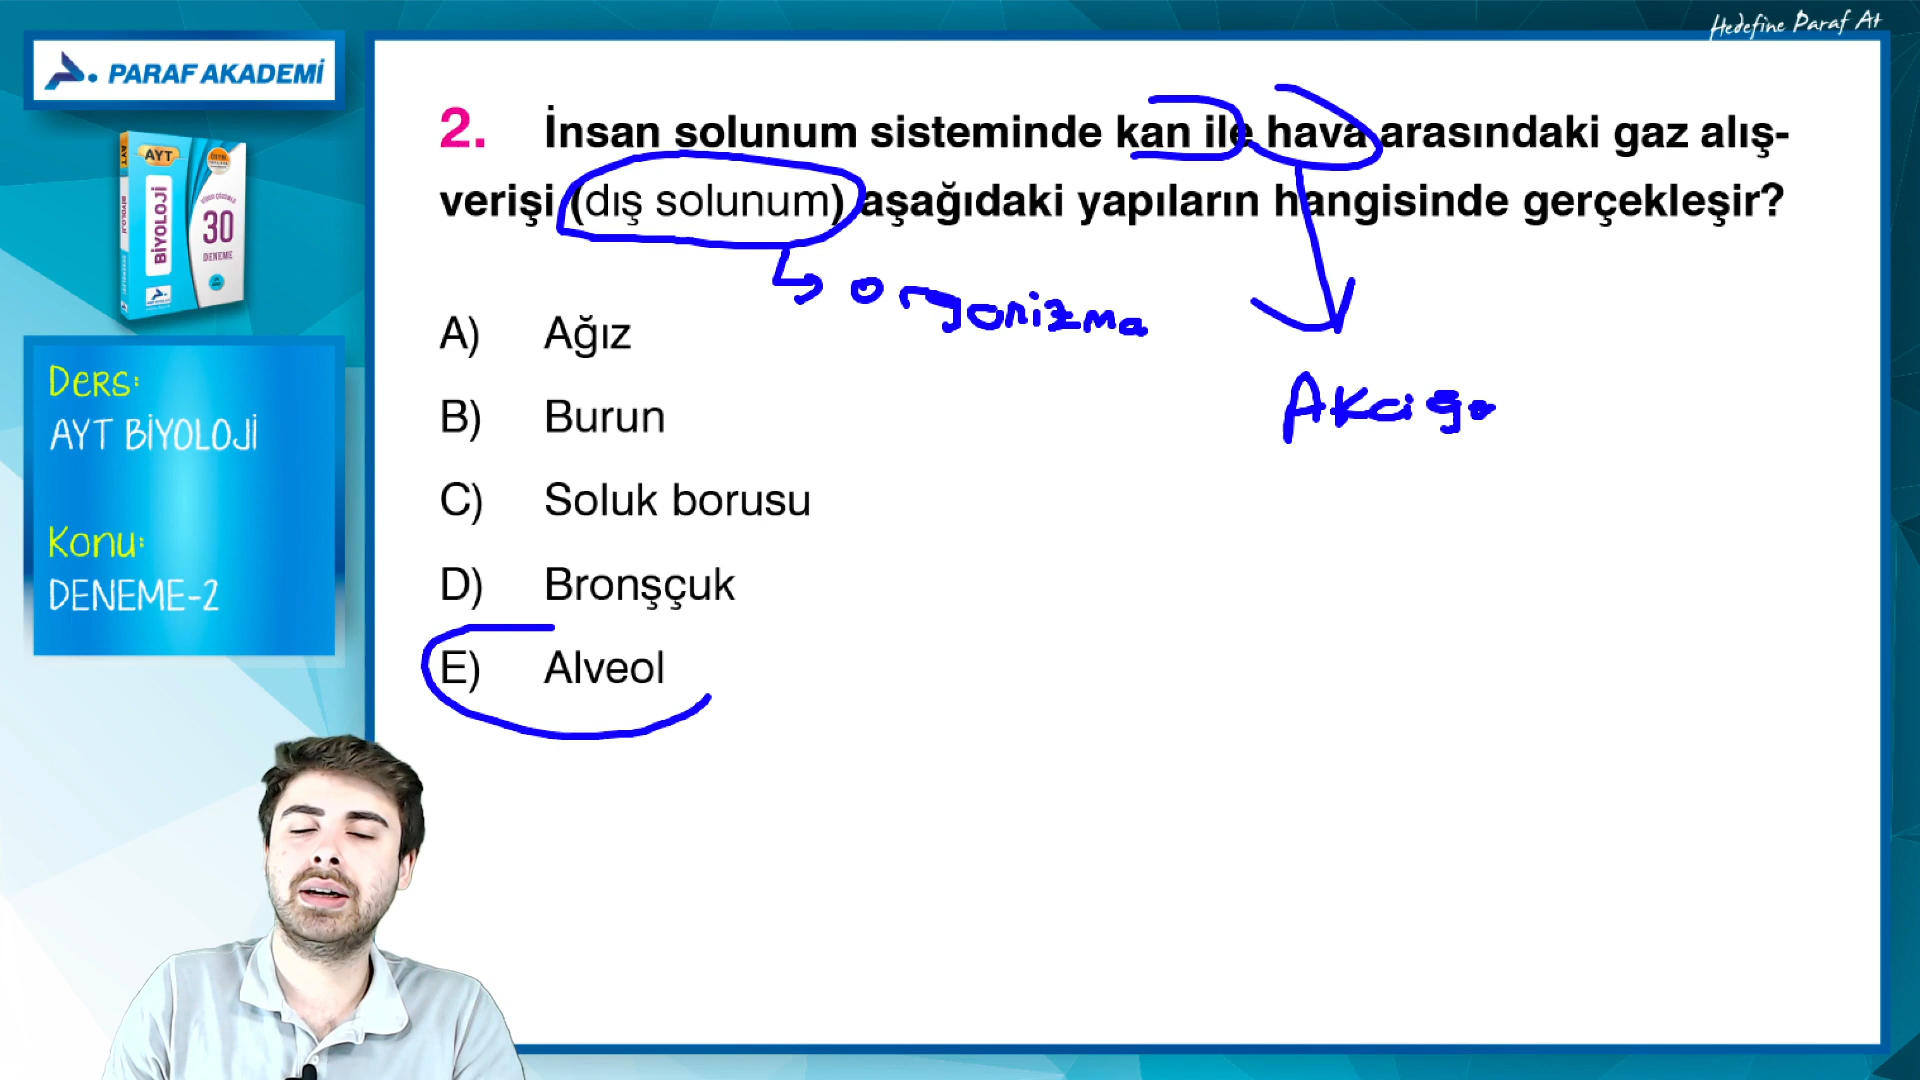 Hedefine Paraf At
PARAF AKADEMİ
AYT
BİYOLOJİ
30
DENEME
Ders:
AYT BİYOLOJİ
Konu:
DENEME-2
2. İnsan solunum sisteminde kan ile hava arasındaki gaz alış-
verişi (dış solunum) aşağıdaki yapıların hangisinde gerçekleşir?
organizma
A) Ağız
Akciğe
B) Burun
C) Soluk borusu
D) Bronşçuk
E) Alveol